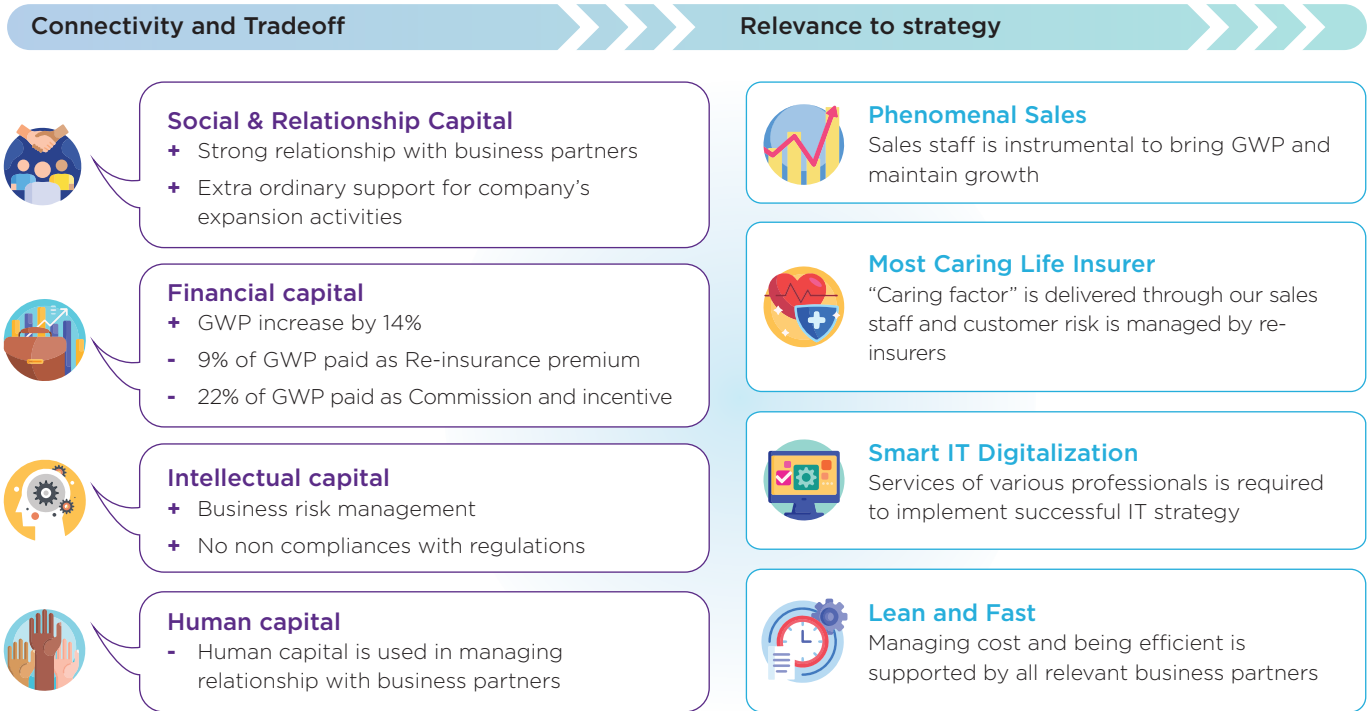 Connectivity and Tradeoff
Relevance to strategy
Social & Relationship Capital
+ Strong relationship with business partners
+ Extra ordinary support for company’s
expansion activities
Financial capital
+ GWP increase by 14%
- 9% of GWP paid as Re-insurance premium
- 22% of GWP paid as Commission and incentive
Intellectual capital
+ Business risk management
+ No non compliances with regulations
Human capital
- Human capital is used in managing
relationship with business partners
Phenomenal Sales
Sales staff is instrumental to bring GWP and
maintain growth
Most Caring Life Insurer
“Caring factor” is delivered through our sales
staff and customer risk is managed by re-
insurers
Smart IT Digitalization
Services of various professionals is required
to implement successful IT strategy
Lean and Fast
Managing cost and being efficient is
supported by all relevant business partners